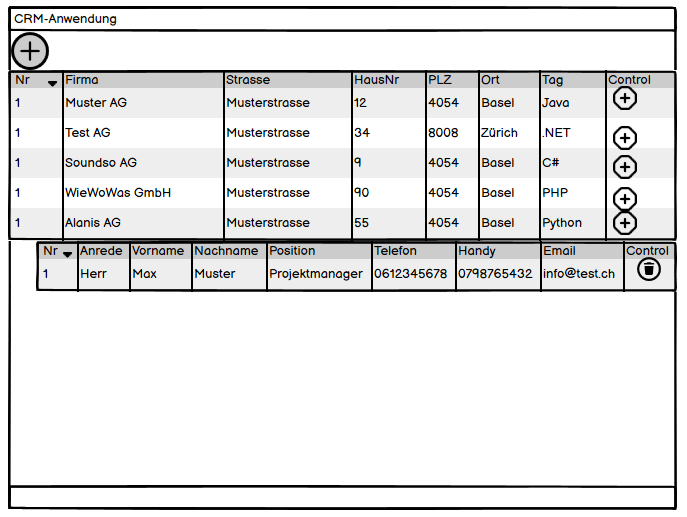 CRM-Anwendung
Nr Firma Strasse HausNr PLZ Ort Tag Control
1 Muster AG Musterstrasse 12 4054 Basel Java
1 Test AG Musterstrasse 34 8008 Zürich .NET
1 Soundso AG Musterstrasse 9 4054 Basel C#
1 WieWoWas GmbH Musterstrasse 90 4054 Basel PHP
1 Alanis AG Musterstrasse 55 4054 Basel Python
Nr Anrede Vorname Nachname Position Telefon Handy Email Control
1 Herr Max Muster Projektmanager 0612345678 0798765432 info@test.ch